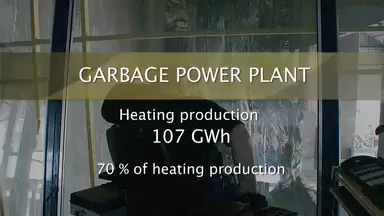 GARBAGE POWER PLANT
Heating production
107 GWh
70 % of heating production